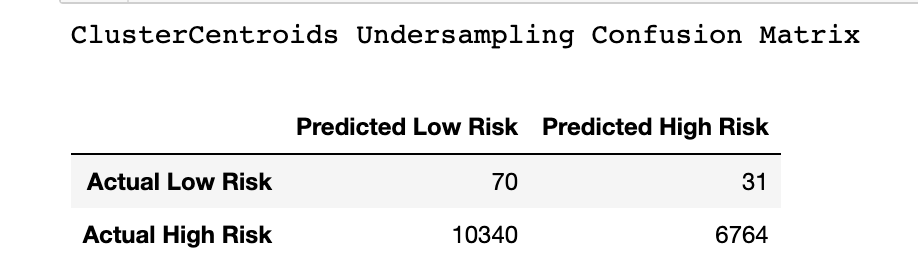 ClusterCentroids Undersampling Confusion Matrix
Predicted Low Risk Predicted High Risk
Actual Low Risk 70 31
Actual High Risk 10340 6764